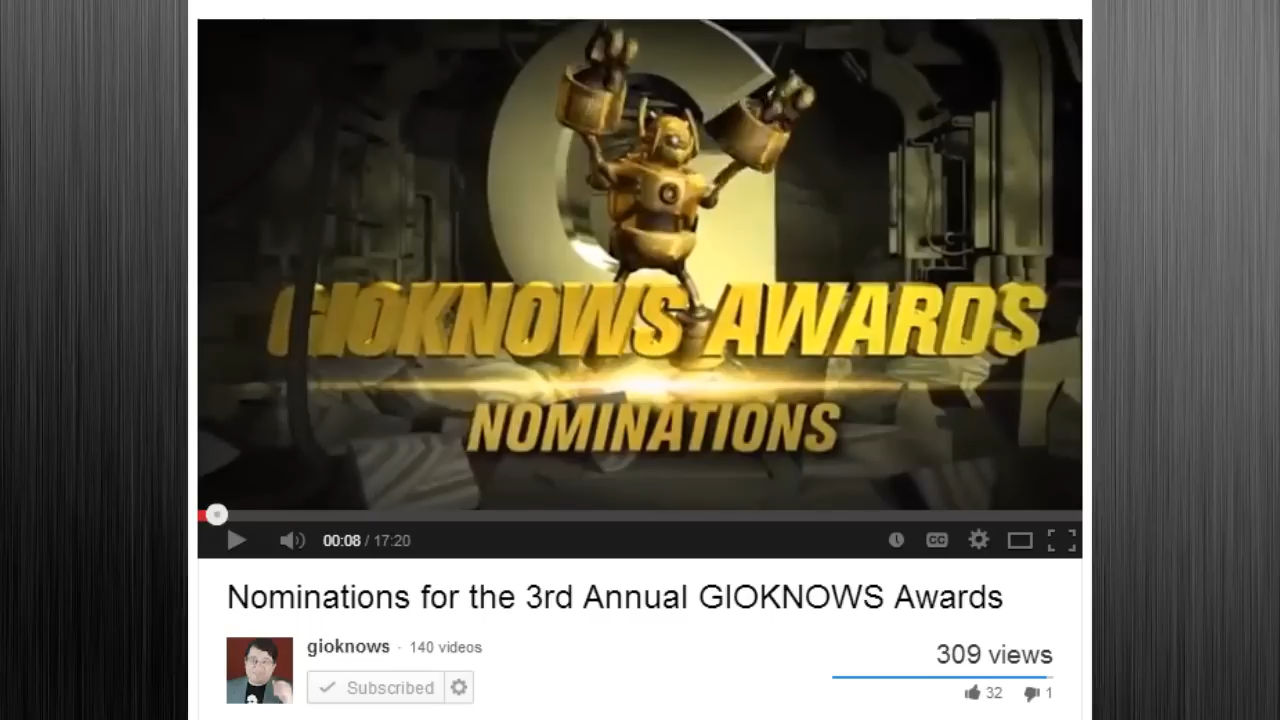 GIOKNOWS AWARDS
NOMINATIONS
00:08 / 17:20
CC
Nominations for the 3rd Annual GIOKNOWS Awards
gioknows · 140 videos
309 views
Subscribed
32 1